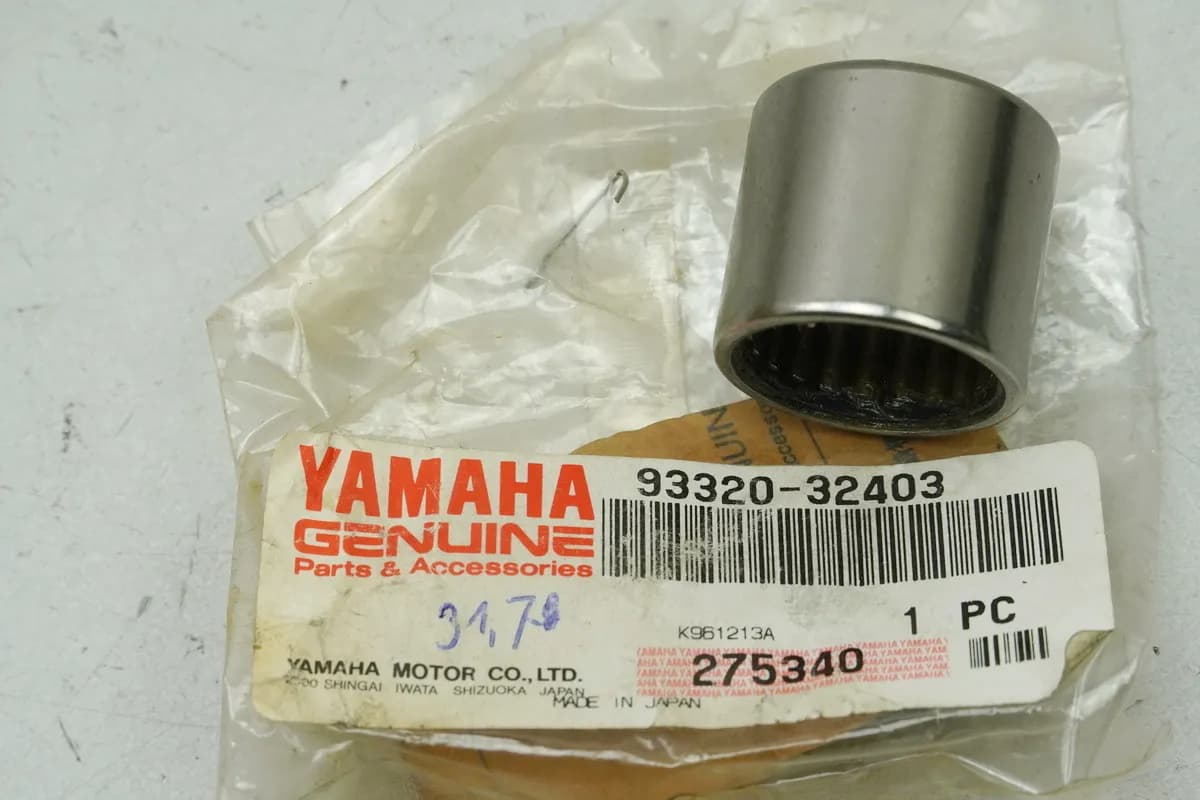 YAMAHA
GENUINE
Parts & Accessories
93320-32403
1 PC
31,78
K961213A
275340
YAMAHA MOTOR CO.,LTD.
SHINGAI IWATA SHIZUOKA JAPAN
MADE IN JAPAN